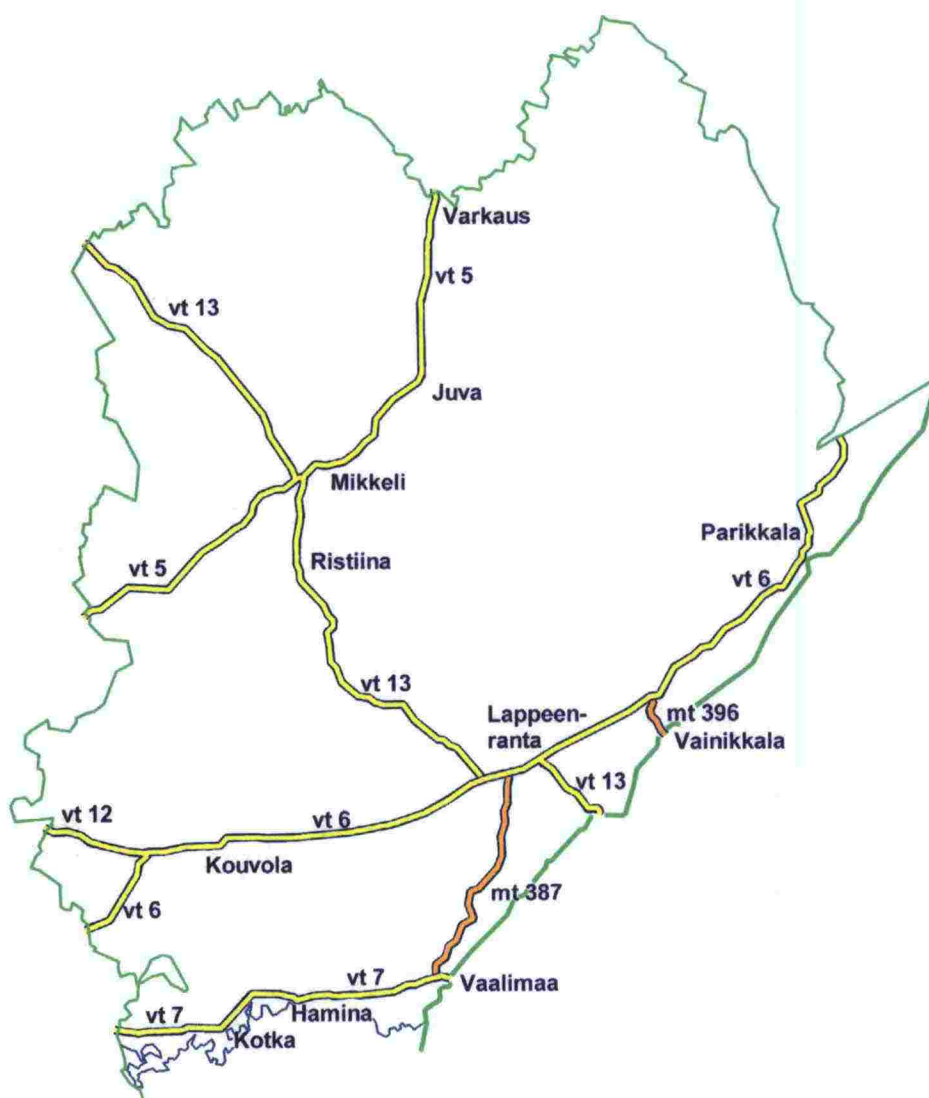 Varkaus
vt 5
vt 13
Juva
Mikkeli
Parikkala
Ristiina
vt 5
vt 6
vt 13
Lappeen-
ranta
mt 396
Vainikkala
vt 13
vt 12
vt 6
Kouvola
mt 387
vt 6
vt 7
Vaalimaa
Hamina
vt 7
Kotka